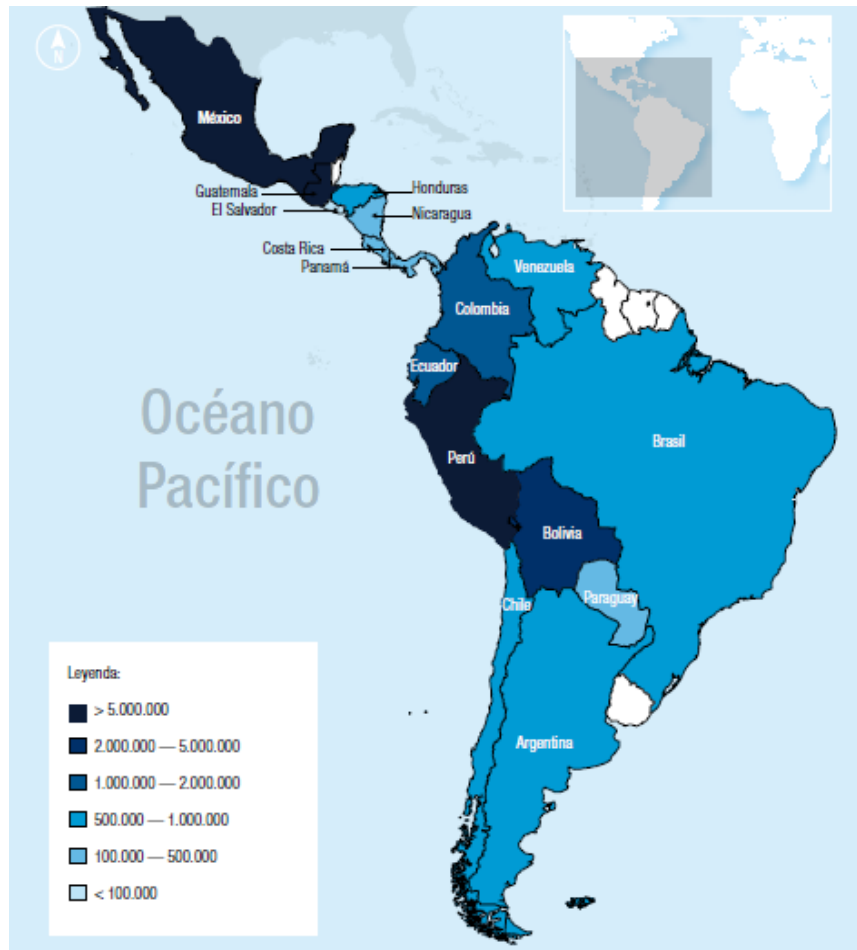 N
México
Guatemala
El Salvador
Honduras
Nicaragua
Costa Rica
Panamá
Venezuela
Colombia
Ecuador
Océano
Pacífico
Perú
Brasil
Bolivia
Paraguay
Chile
Argentina
Leyenda:
> 5.000.000
2.000.000 — 5.000.000
1.000.000 — 2.000.000
500.000 — 1.000.000
100.000 — 500.000
< 100.000